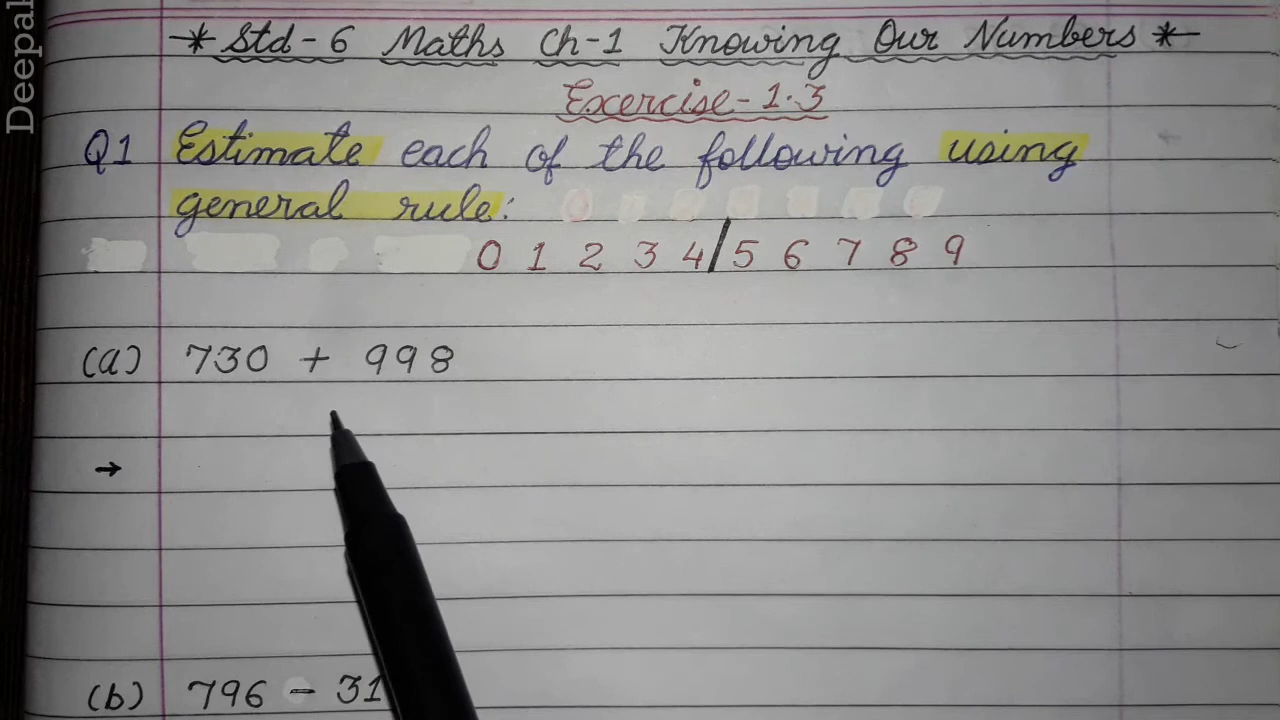 Deepak
* Std-6 Maths Ch-1 Knowing Our Numbers *
Exercise-1.3
Q1 Estimate each of the following using
general rule:
0 1 2 3 4/5 6 7 8 9
(a) 730 + 998
→
(b) 796 - 31